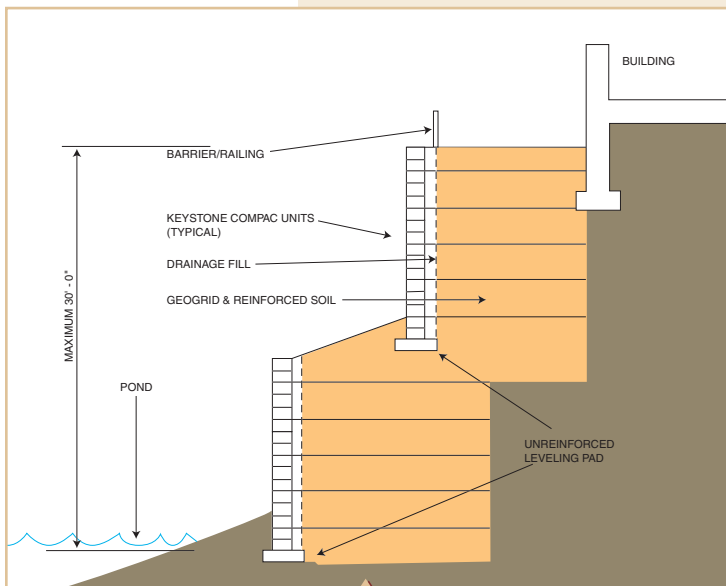 BUILDING
BARRIER/RAILING
KEYSTONE COMPAC UNITS
(TYPICAL)
DRAINAGE FILL
GEOGRID & REINFORCED SOIL
MAXIMUM 30' - 0"
POND
UNREINFORCED
LEVELING PAD